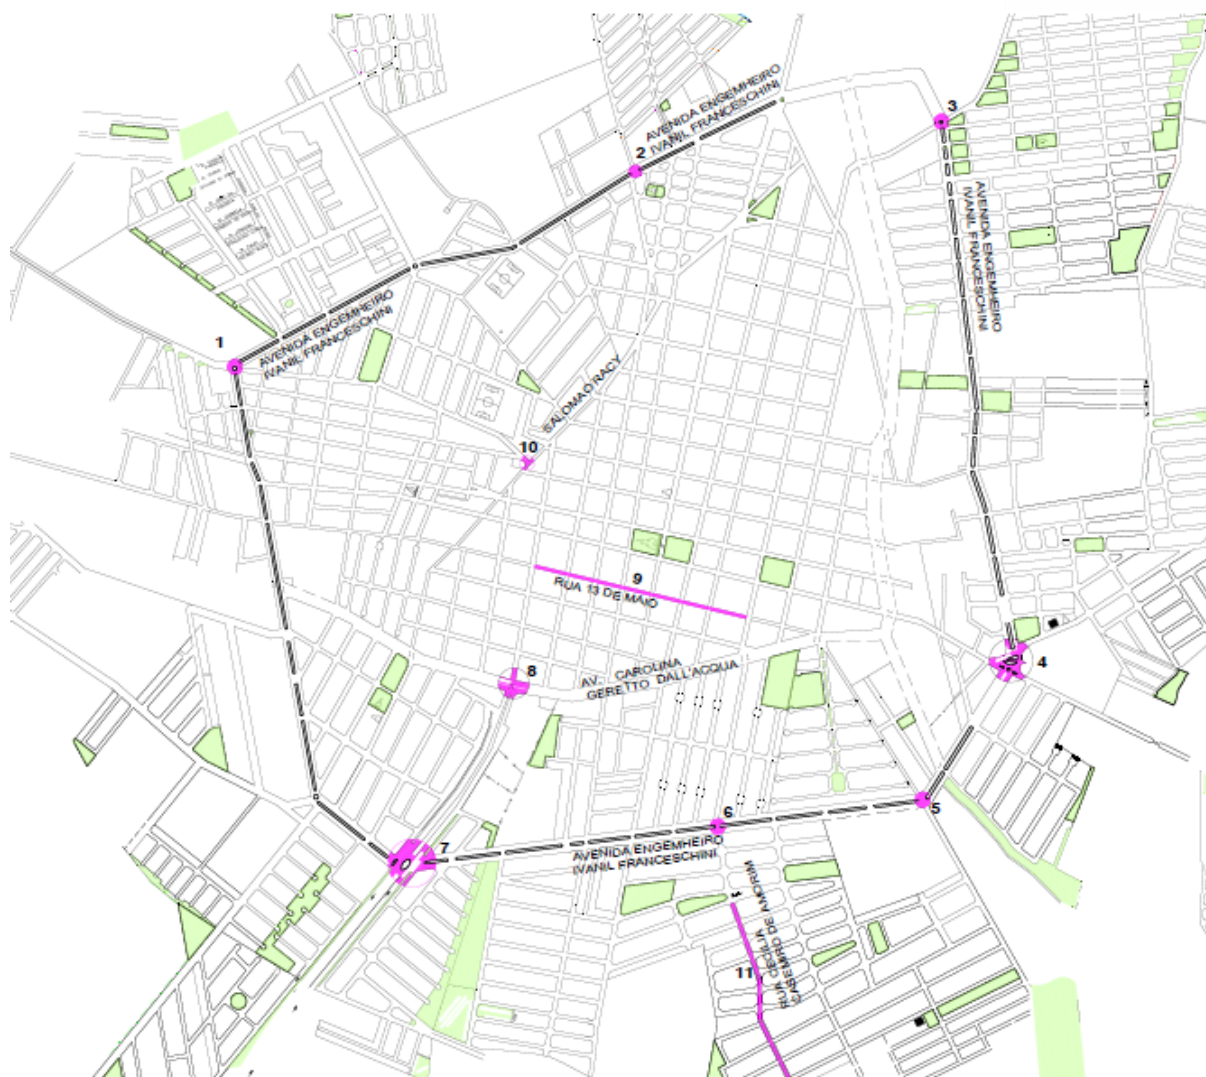 3
AVENIDA ENGEMHEIRO
IVANIL FRANCESCHINI
2
AVENIDA ENGEMHEIRO
IVANIL FRANCESCHINI
1
AVENIDA ENGEMHEIRO
IVANIL FRANCESCHINI
SALOMAO RACY
10
9
RUA 13 DE MAIO
4
8
AV. CAROLINA
GERETTO DALL'ACQUA
5
6
7
AVENIDA ENGEMHEIRO
IVANIL FRANCESCHINI
11
RUA CECILIA
CASEMIRO DE AMORIM